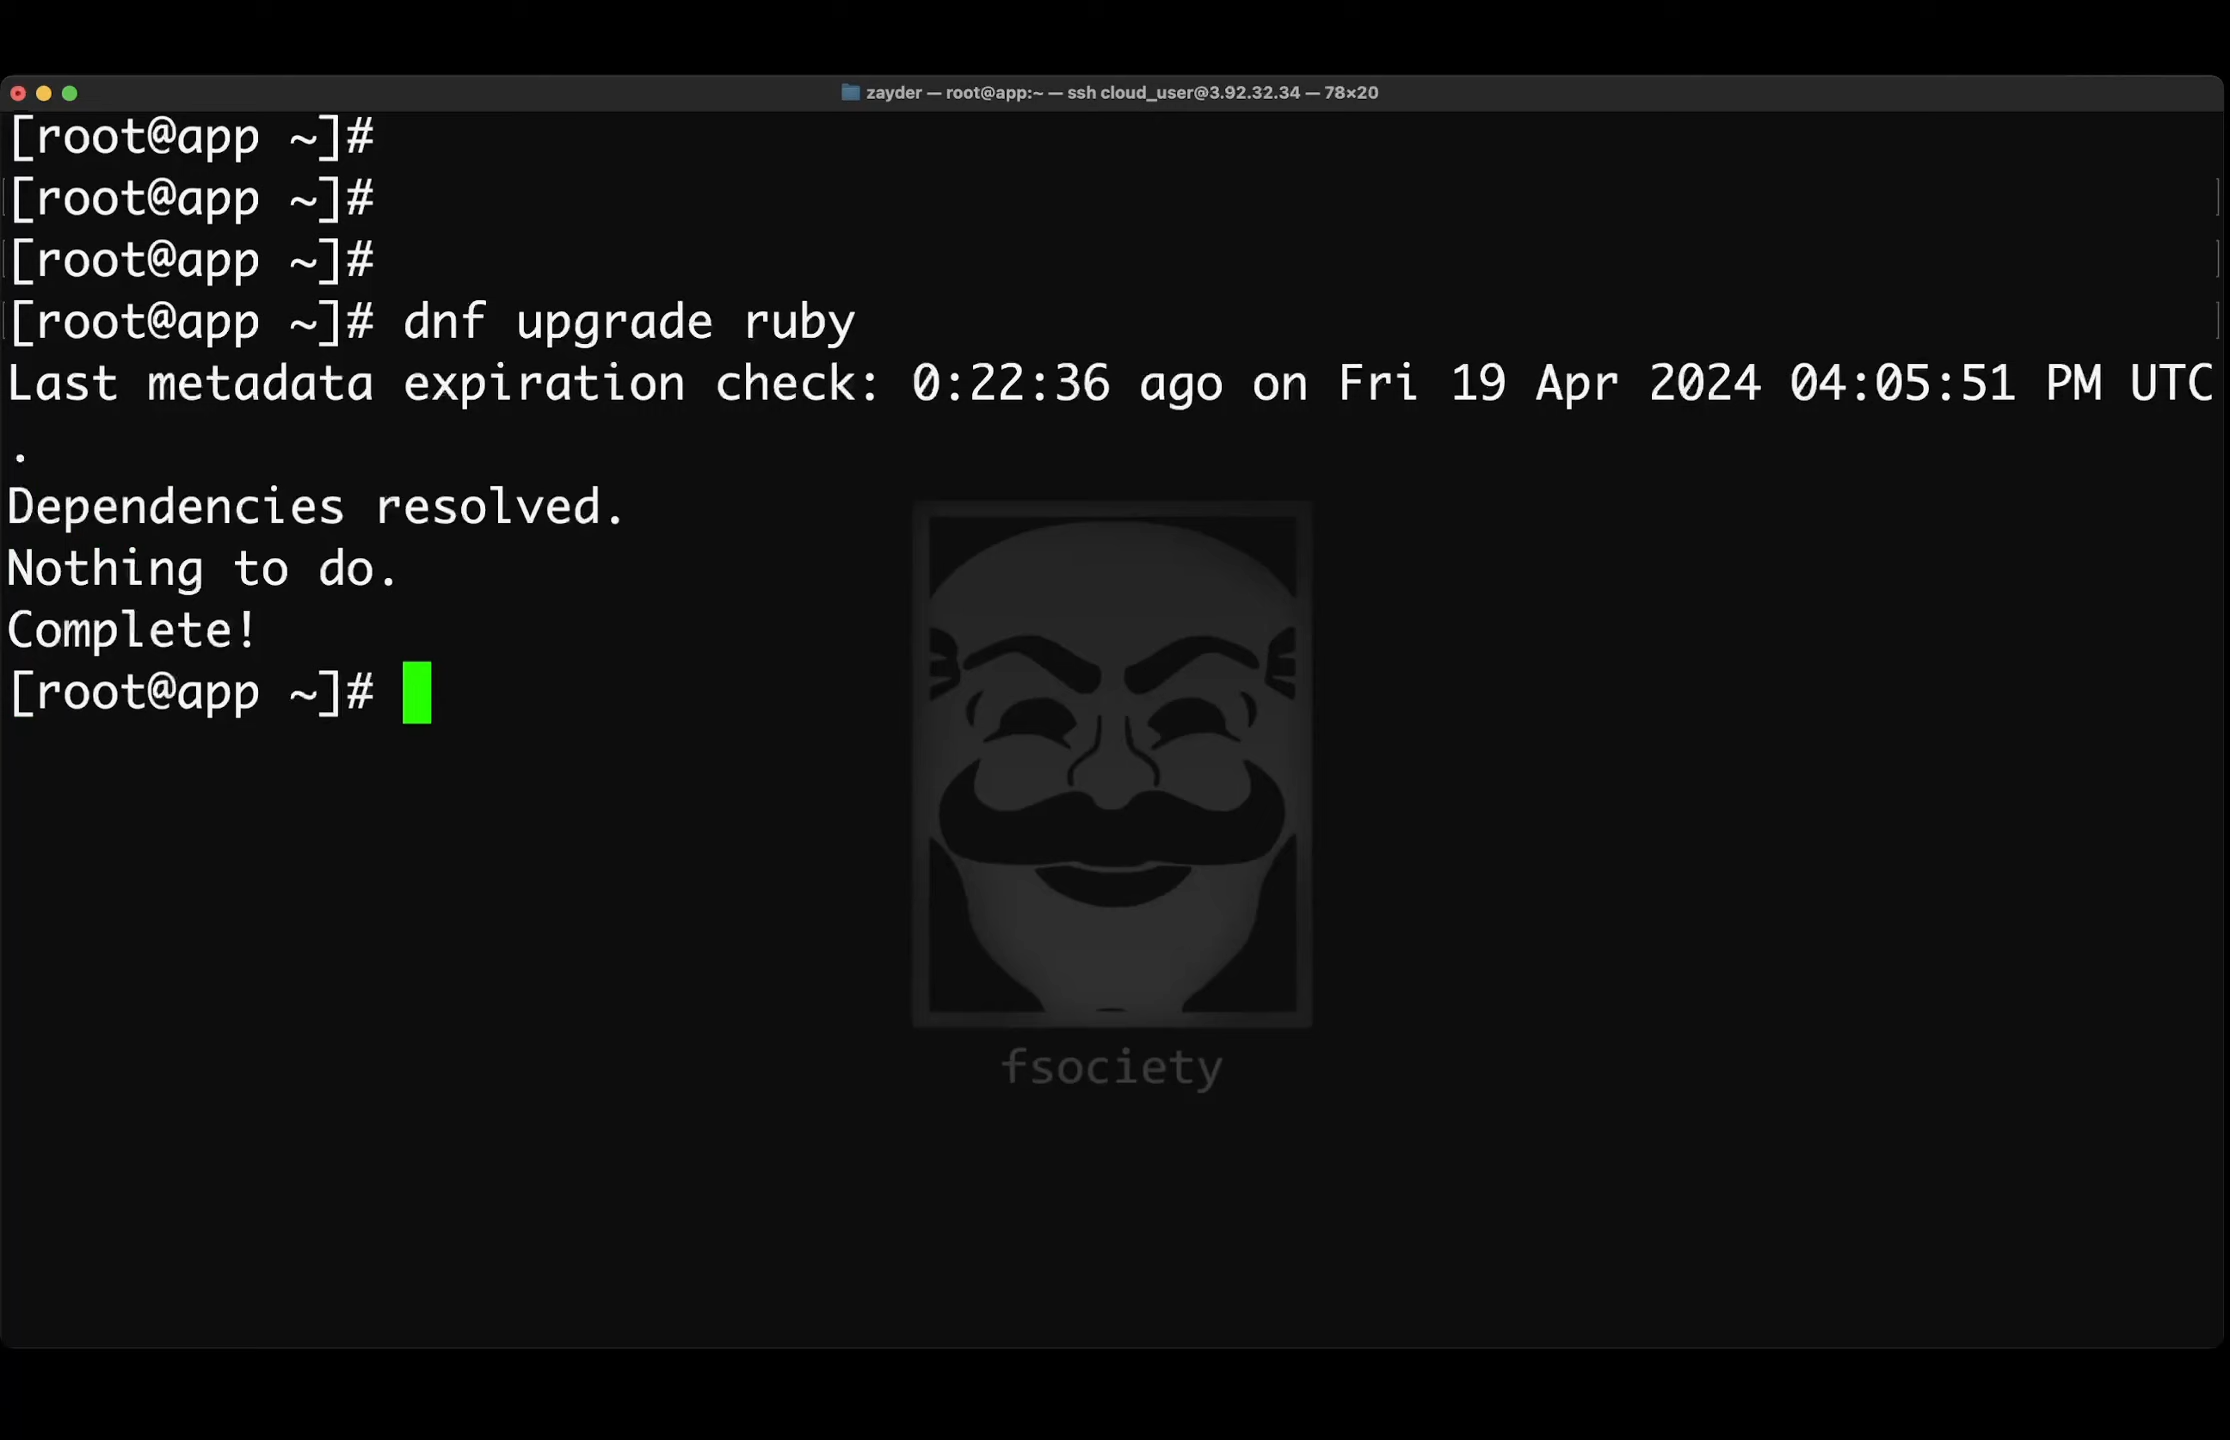 zayder — root@app:~ — ssh cloud_user@3.92.32.34 — 78×20
[root@app ~]#
[root@app ~]#
[root@app ~]#
[root@app ~]# dnf upgrade ruby
Last metadata expiration check: 0:22:36 ago on Fri 19 Apr 2024 04:05:51 PM UTC
.
Dependencies resolved.
Nothing to do.
Complete!
[root@app ~]#
fsociety